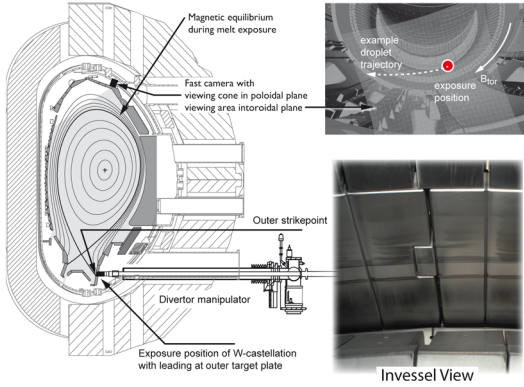 Magnetic equilibrium
during melt exposure
Fast camera with
viewing cone in poloidal plane
viewing area intoroidal plane
example
droplet
trajectory
exposure
position
Btor
Outer strikepoint
Divertor manipulator
Exposure position of W-castellation
with leading at outer target plate
Invessel View